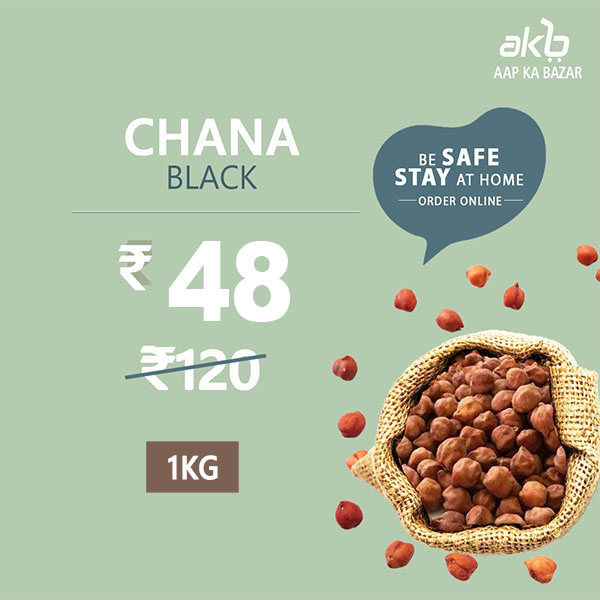 akb
AAP KA BAZAR
CHANA
BLACK
BE SAFE
STAY AT HOME
ORDER ONLINE
₹ 48
₹120
1KG